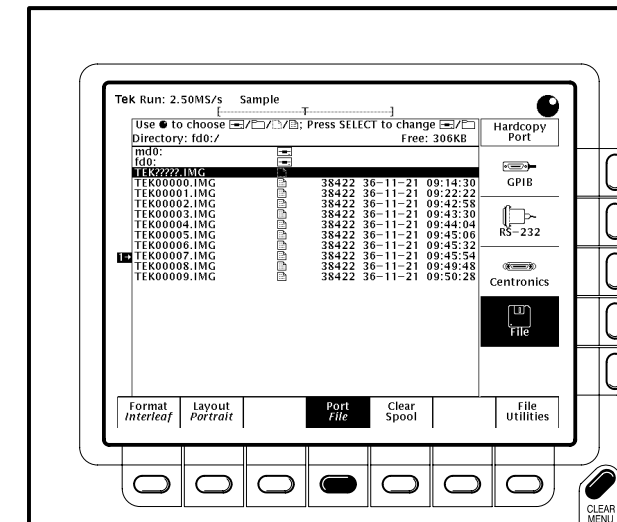 Tek Run: 2.50MS/s Sample
T
Use to choose / / / ; Press SELECT to change /
Directory: fd0:/ Free: 306KB
md0:
fd0:
TEK?????.IMG
TEK00000.IMG 38422 36-11-21 09:14:30
TEK00001.IMG 38422 36-11-21 09:22:22
TEK00002.IMG 38422 36-11-21 09:42:58
TEK00003.IMG 38422 36-11-21 09:43:30
TEK00004.IMG 38422 36-11-21 09:44:04
TEK00005.IMG 38422 36-11-21 09:45:06
TEK00006.IMG 38422 36-11-21 09:45:32
1→ TEK00007.IMG 38422 36-11-21 09:45:54
TEK00008.IMG 38422 36-11-21 09:49:48
TEK00009.IMG 38422 36-11-21 09:50:28
Hardcopy
Port
GPIB
RS-232
Centronics
File
Format
Interleaf
Layout
Portrait
Port
File
Clear
Spool
File
Utilities
CLEAR
MENU